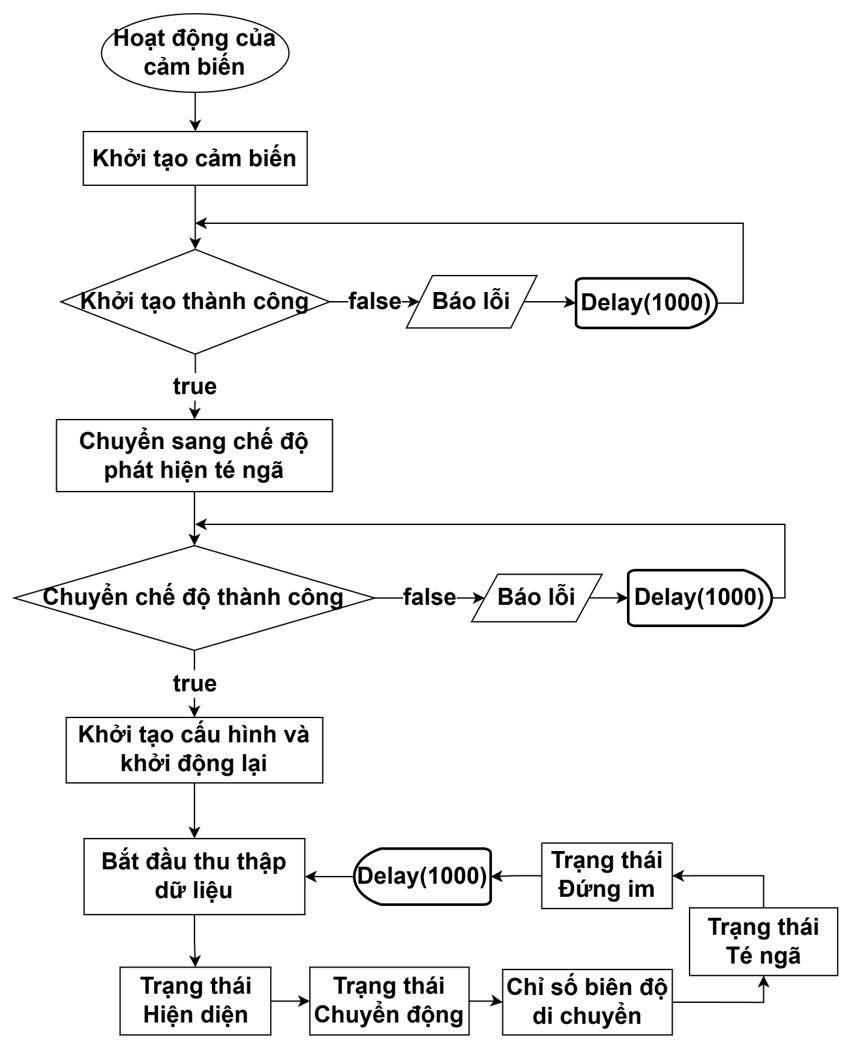 Hoạt động của
cảm biến
Khởi tạo cảm biến
Khởi tạo thành công
false
Báo lỗi
Delay(1000)
true
Chuyển sang chế độ
phát hiện té ngã
Chuyển chế độ thành công
false
Báo lỗi
Delay(1000)
true
Khởi tạo cấu hình và
khởi động lại
Bắt đầu thu thập
dữ liệu
Trạng thái
Hiện diện
Trạng thái
Chuyển động
Chỉ số biên độ
di chuyển
Trạng thái
Té ngã
Trạng thái
Đứng im
Delay(1000)